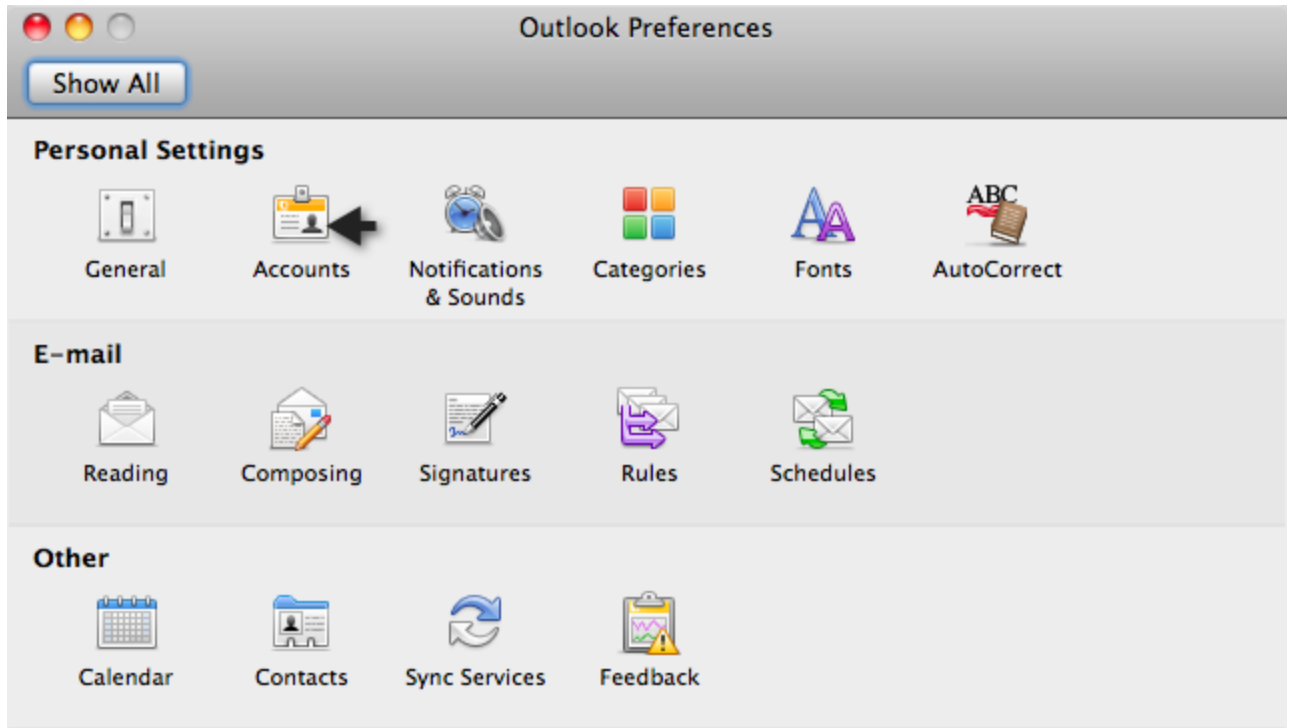 Outlook Preferences
Show All
Personal Settings
ABC
General
Accounts
Notifications
& Sounds
Categories
Fonts
AutoCorrect
E-mail
Reading
Composing
Signatures
Rules
Schedules
Other
Calendar
Contacts
Sync Services
Feedback